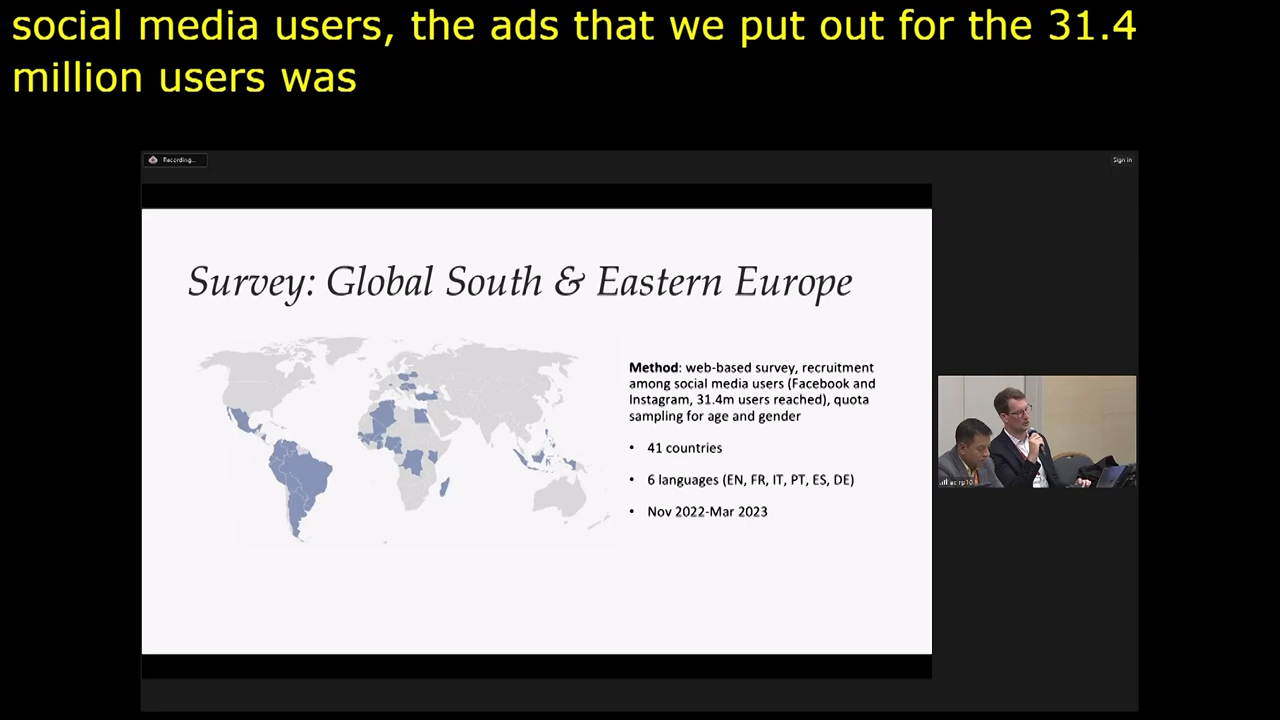 social media users, the ads that we put out for the 31.4
million users was
Recording...
Sign in
Survey: Global South & Eastern Europe
Method: web-based survey, recruitment
among social media users (Facebook and
Instagram, 31.4m users reached), quota
sampling for age and gender
• 41 countries
• 6 languages (EN, FR, IT, PT, ES, DE)
• Nov 2022-Mar 2023